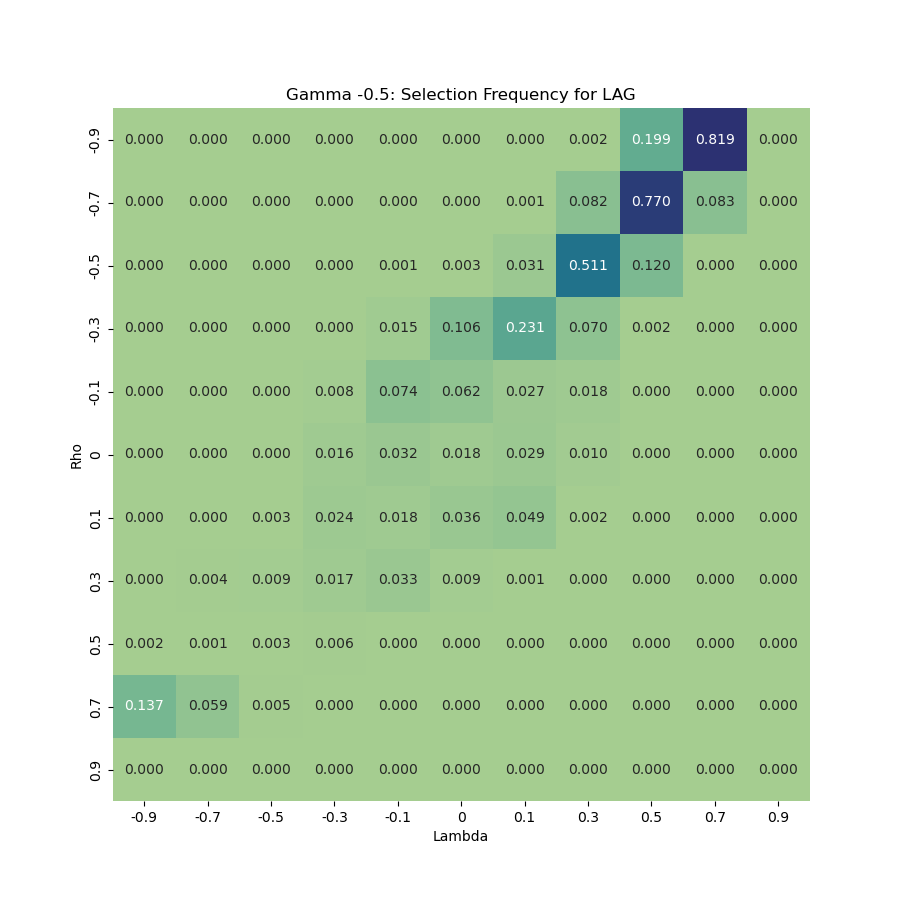 Gamma -0.5: Selection Frequency for LAG
-0.9 0.000 0.000 0.000 0.000 0.000 0.000 0.000 0.002 0.199 0.819 0.000
-0.7 0.000 0.000 0.000 0.000 0.000 0.000 0.001 0.082 0.770 0.083 0.000
-0.5 0.000 0.000 0.000 0.000 0.001 0.003 0.031 0.511 0.120 0.000 0.000
-0.3 0.000 0.000 0.000 0.000 0.015 0.106 0.231 0.070 0.002 0.000 0.000
-0.1 0.000 0.000 0.000 0.008 0.074 0.062 0.027 0.018 0.000 0.000 0.000
Rho
0 0.000 0.000 0.000 0.016 0.032 0.018 0.029 0.010 0.000 0.000 0.000
0.1 0.000 0.000 0.003 0.024 0.018 0.036 0.049 0.002 0.000 0.000 0.000
0.3 0.000 0.004 0.009 0.017 0.033 0.009 0.001 0.000 0.000 0.000 0.000
0.5 0.002 0.001 0.003 0.006 0.000 0.000 0.000 0.000 0.000 0.000 0.000
0.7 0.137 0.059 0.005 0.000 0.000 0.000 0.000 0.000 0.000 0.000 0.000
0.9 0.000 0.000 0.000 0.000 0.000 0.000 0.000 0.000 0.000 0.000 0.000
-0.9 -0.7 -0.5 -0.3 -0.1 0 0.1 0.3 0.5 0.7 0.9
Lambda